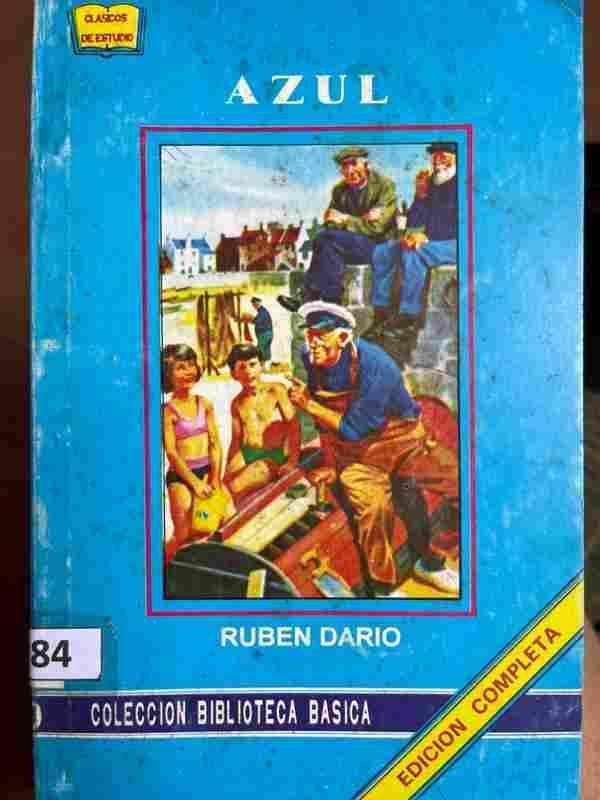 CLASICOS
DE ESTUDIO
AZUL
RUBEN DARIO
84
COLECCION BIBLIOTECA BASICA
EDICION COMPLETA